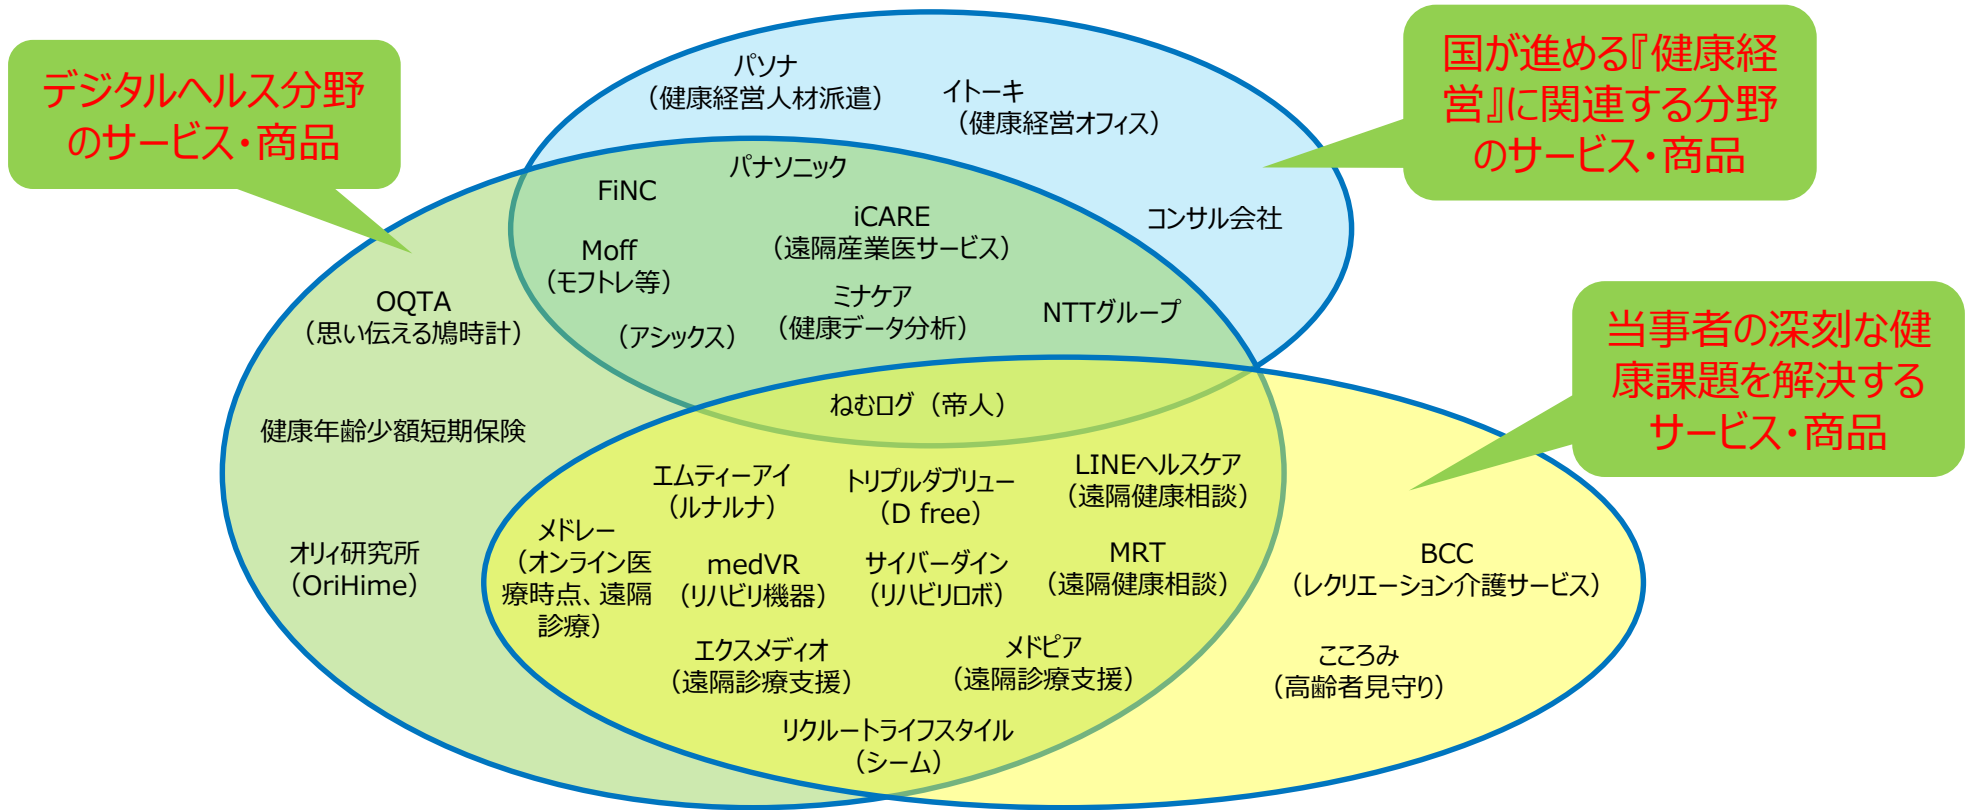 デジタルヘルス分野
のサービス・商品
国が進める『健康経
営』に関連する分野
のサービス・商品
当事者の深刻な健
康課題を解決する
サービス・商品
パソナ
（健康経営人材派遣）
イトーキ
（健康経営オフィス）
コンサル会社
パナソニック
FiNC
iCARE
（遠隔産業医サービス）
Moff
（モフトレ等）
ミナケア
（健康データ分析）
NTTグループ
（アシックス）
OQTA
（思い伝える鳩時計）
健康年齢少額短期保険
オリィ研究所
（OriHime）
ねむログ（帝人）
エムティーアイ
（ルナルナ）
トリプルダブリュー
（D free）
LINEヘルスケア
（遠隔健康相談）
メドレー
（オンライン医
療時点、遠隔
診療）
medVR
（リハビリ機器）
サイバーダイン
（リハビリロボ）
MRT
（遠隔健康相談）
エクスメディオ
（遠隔診療支援）
メドピア
（遠隔診療支援）
リクルートライフスタイル
（シーム）
BCC
（レクリエーション介護サービス）
こころみ
（高齢者見守り）